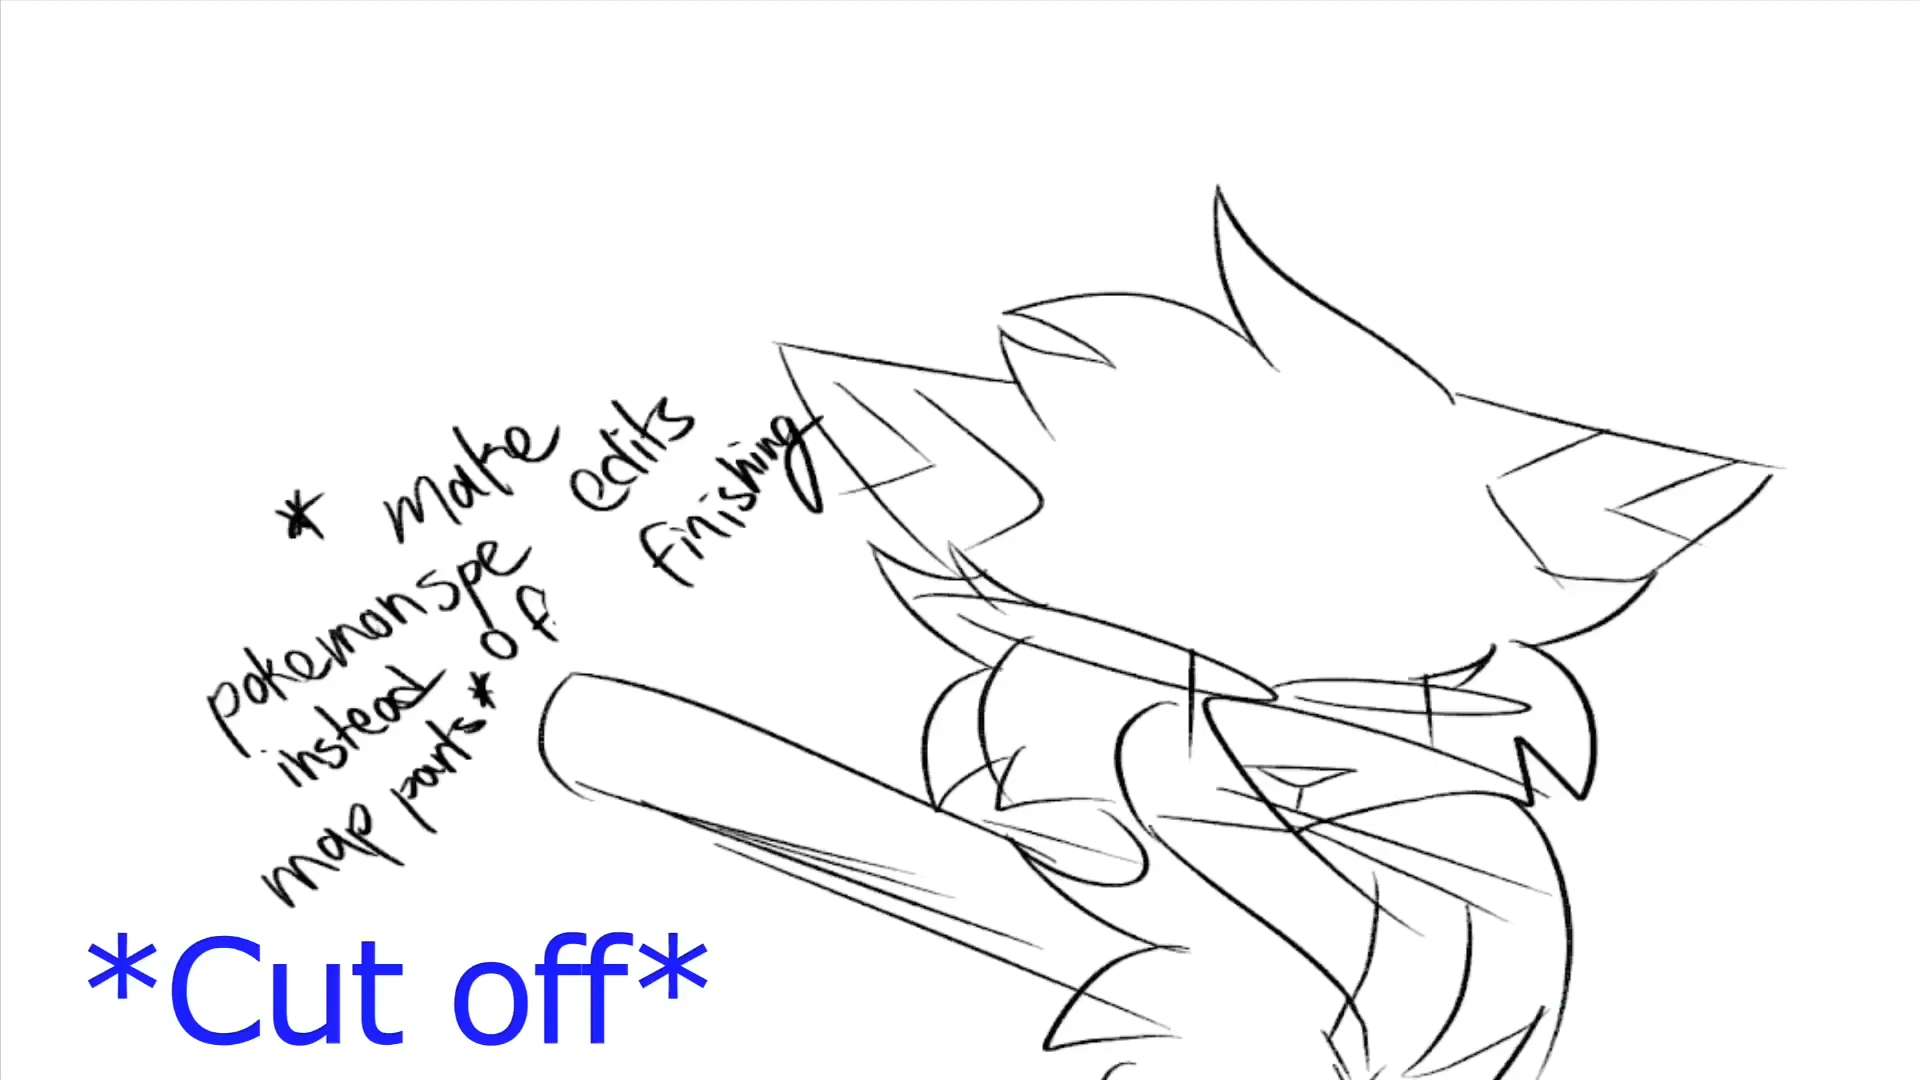 * make edits
pokemonspe
instead of finishing
map parts*
*Cut off*